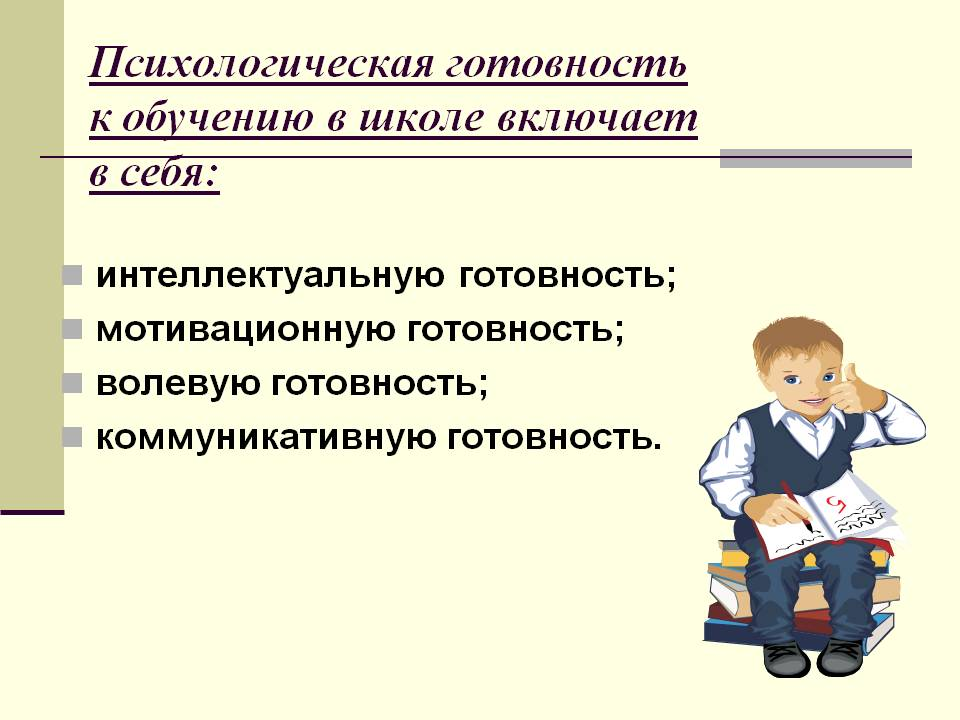 Психологическая готовность
к обучению в школе включает
в себя:
интеллектуальную готовность;
мотивационную готовность;
волевую готовность;
коммуникативную готовность.